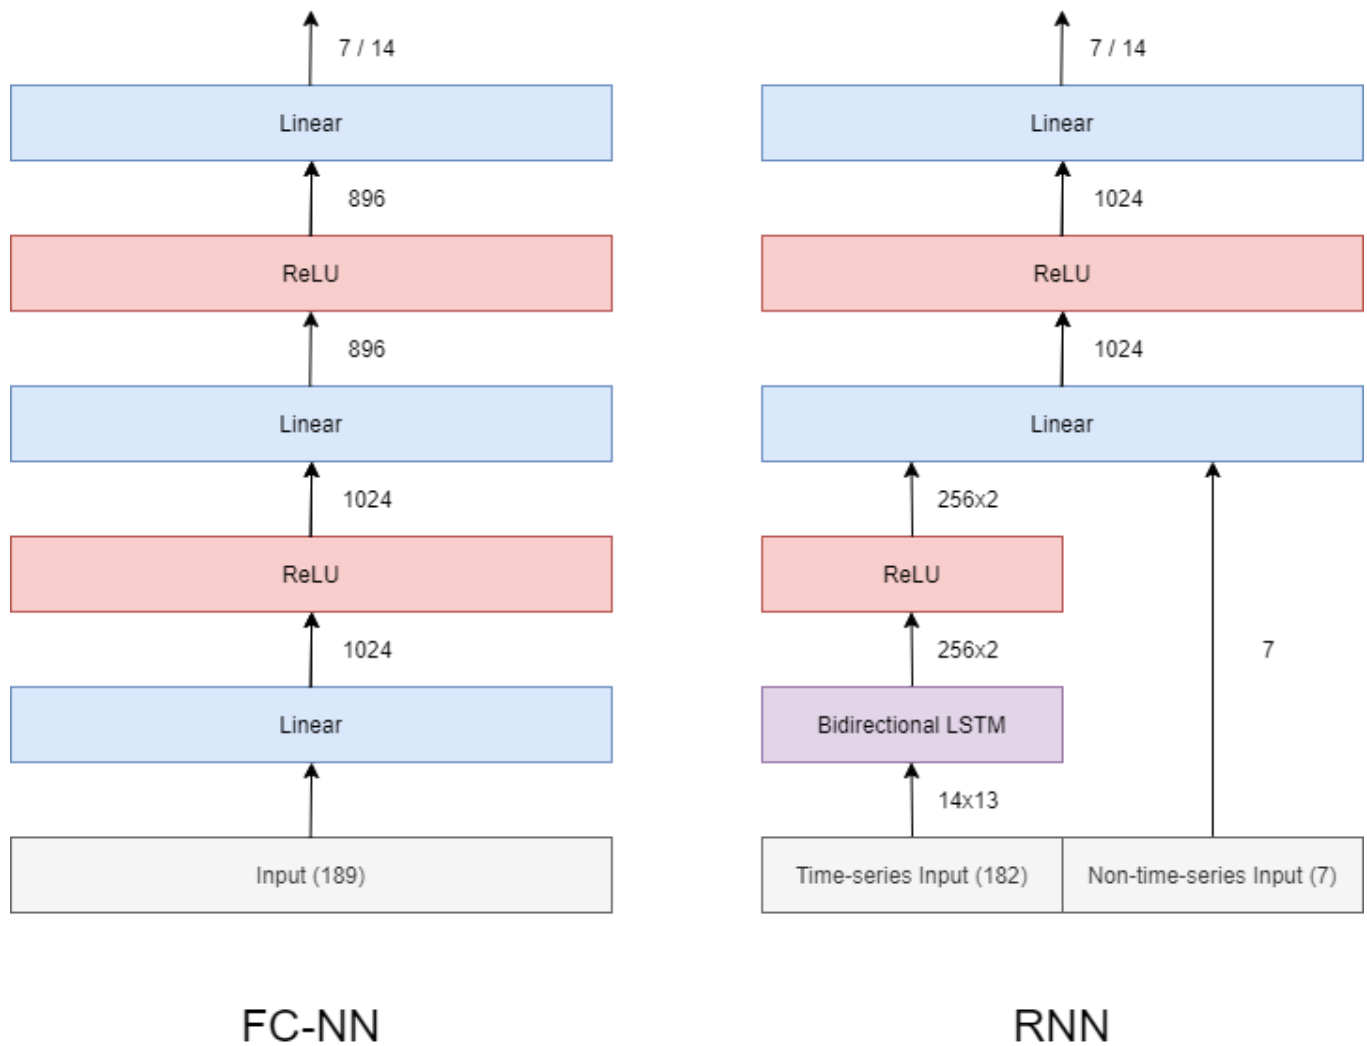 7 / 14
Linear
896
ReLU
896
Linear
1024
ReLU
1024
Linear
Input (189)
FC-NN
7 / 14
Linear
1024
ReLU
1024
Linear
256x2
ReLU
256x2
7
Bidirectional LSTM
14x13
Time-series Input (182)
Non-time-series Input (7)
RNN